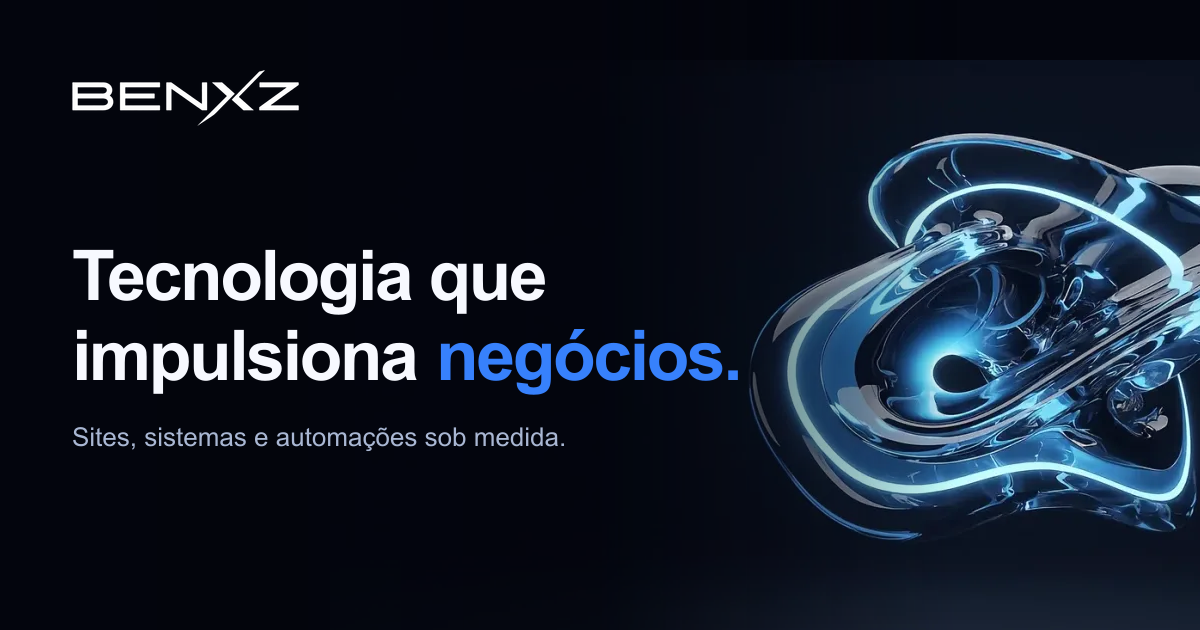 BENXZ
Tecnologia que
impulsiona negócios.
Sites, sistemas e automações sob medida.